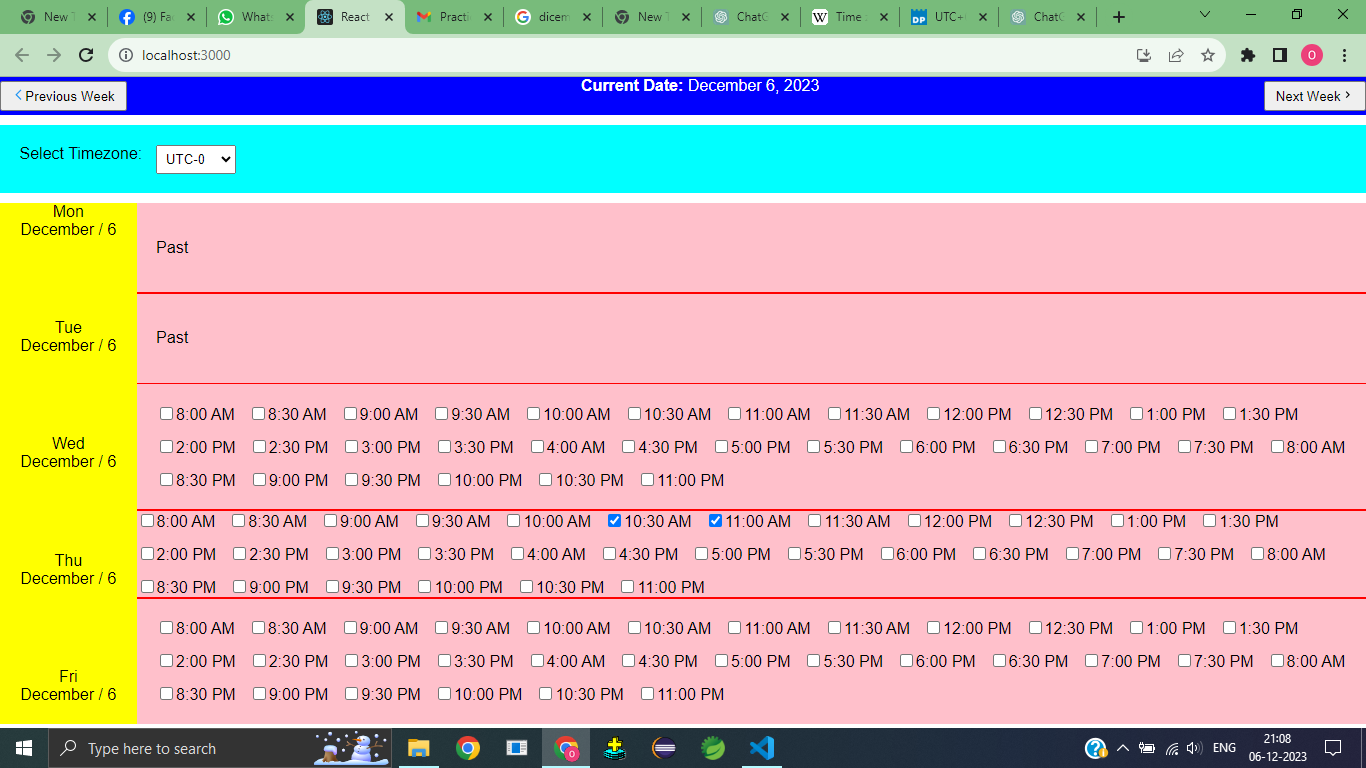 New T
(9) Fa
Whats
React
Practi
dicem
New T
ChatG
Time
UTC+
ChatG
localhost:3000
O
Previous Week
Current Date: December 6, 2023
Next Week
Select Timezone:
UTC-0
Mon
December / 6
Past
Tue
December / 6
Past
Wed
December / 6
8:00 AM 8:30 AM 9:00 AM 9:30 AM 10:00 AM 10:30 AM 11:00 AM 11:30 AM 12:00 PM 12:30 PM 1:00 PM 1:30 PM
2:00 PM 2:30 PM 3:00 PM 3:30 PM 4:00 AM 4:30 PM 5:00 PM 5:30 PM 6:00 PM 6:30 PM 7:00 PM 7:30 PM 8:00 AM
8:30 PM 9:00 PM 9:30 PM 10:00 PM 10:30 PM 11:00 PM
Thu
December / 6
8:00 AM 8:30 AM 9:00 AM 9:30 AM 10:00 AM 10:30 AM 11:00 AM 11:30 AM 12:00 PM 12:30 PM 1:00 PM 1:30 PM
2:00 PM 2:30 PM 3:00 PM 3:30 PM 4:00 AM 4:30 PM 5:00 PM 5:30 PM 6:00 PM 6:30 PM 7:00 PM 7:30 PM 8:00 AM
8:30 PM 9:00 PM 9:30 PM 10:00 PM 10:30 PM 11:00 PM
Fri
December / 6
8:00 AM 8:30 AM 9:00 AM 9:30 AM 10:00 AM 10:30 AM 11:00 AM 11:30 AM 12:00 PM 12:30 PM 1:00 PM 1:30 PM
2:00 PM 2:30 PM 3:00 PM 3:30 PM 4:00 AM 4:30 PM 5:00 PM 5:30 PM 6:00 PM 6:30 PM 7:00 PM 7:30 PM 8:00 AM
8:30 PM 9:00 PM 9:30 PM 10:00 PM 10:30 PM 11:00 PM
Type here to search
ENG
21:08
06-12-2023